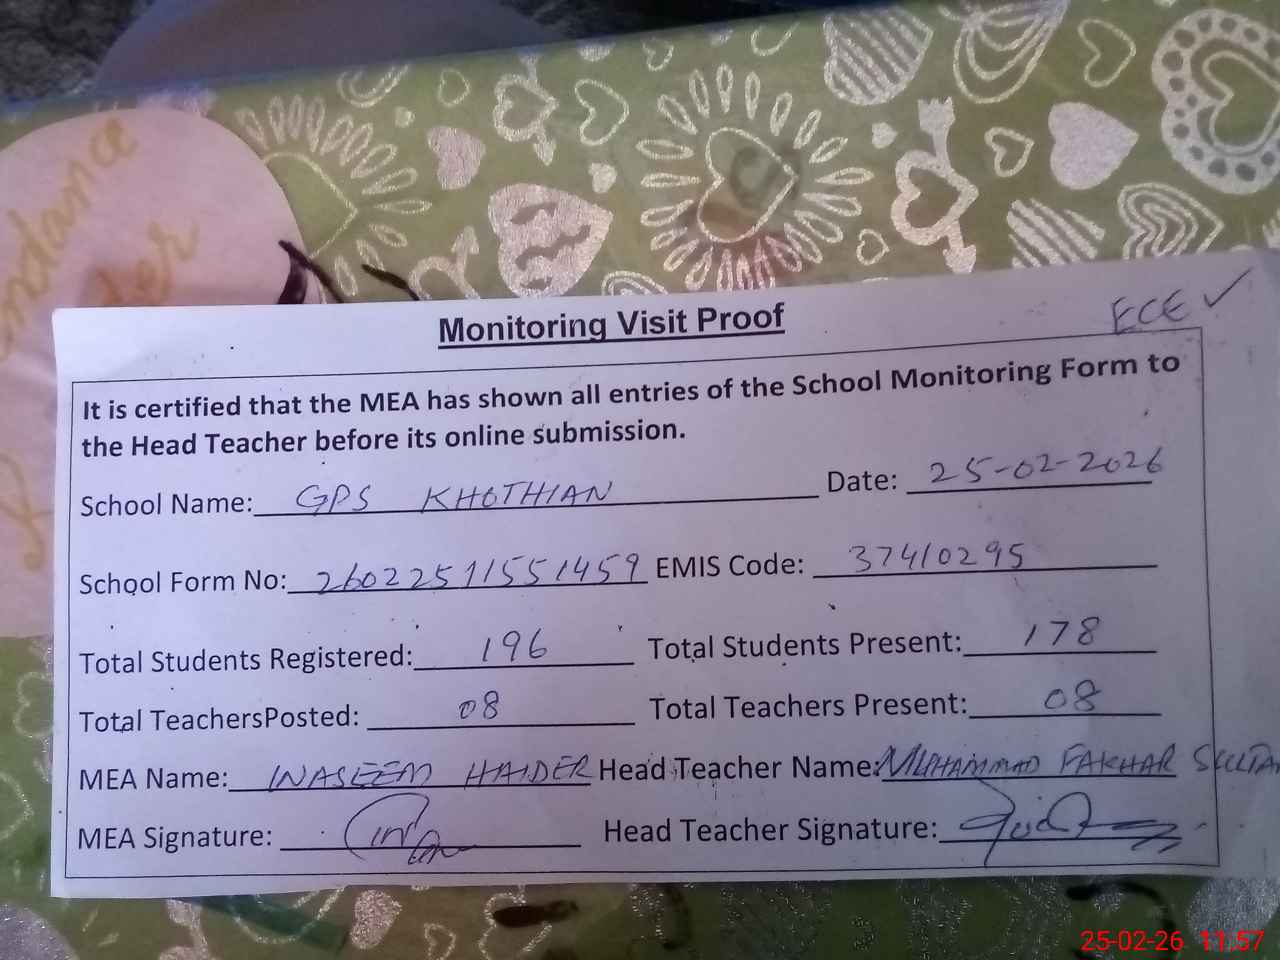 ndance
Monitoring Visit Proof
ECE ✓
It is certified that the MEA has shown all entries of the School Monitoring Form to
the Head Teacher before its online submission.
School Name: GPS KHOTHIAN Date: 25-02-2026
School Form No: 26022511551459 EMIS Code: 37410295
Total Students Registered: 196 Total Students Present: 178
Total TeachersPosted: 08 Total Teachers Present: 08
MEA Name: WASEEM HAIDER Head Teacher Name: MUHAMMAD FAKHAR SULTAN
MEA Signature: Head Teacher Signature:
25-02-26 11:57